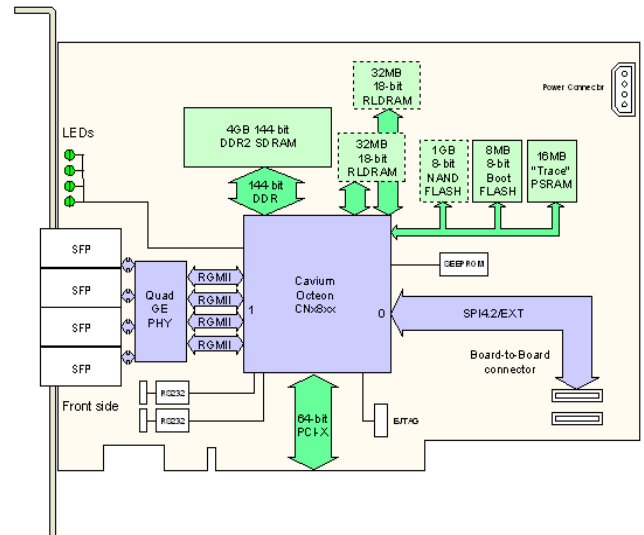 32MB
18-bit
RLDRAM
Power Connector
LEDs
4GB 144-bit
DDR2 SDRAM
32MB
18-bit
RLDRAM
1GB
8-bit
NAND
FLASH
8MB
8-bit
Boot
FLASH
16MB
"Trace"
PSRAM
144-bit
DDR
SFP
SFP
SFP
SFP
Quad
GE
PHY
RGMII
RGMII
RGMII
RGMII
1
Cavium
Octeon
CNx8xx
0
SEEPROM
SPI4.2/EXT
Board-to-Board
connector
Front side
RS232
RS232
64-bit
PCI-X
EJTAG